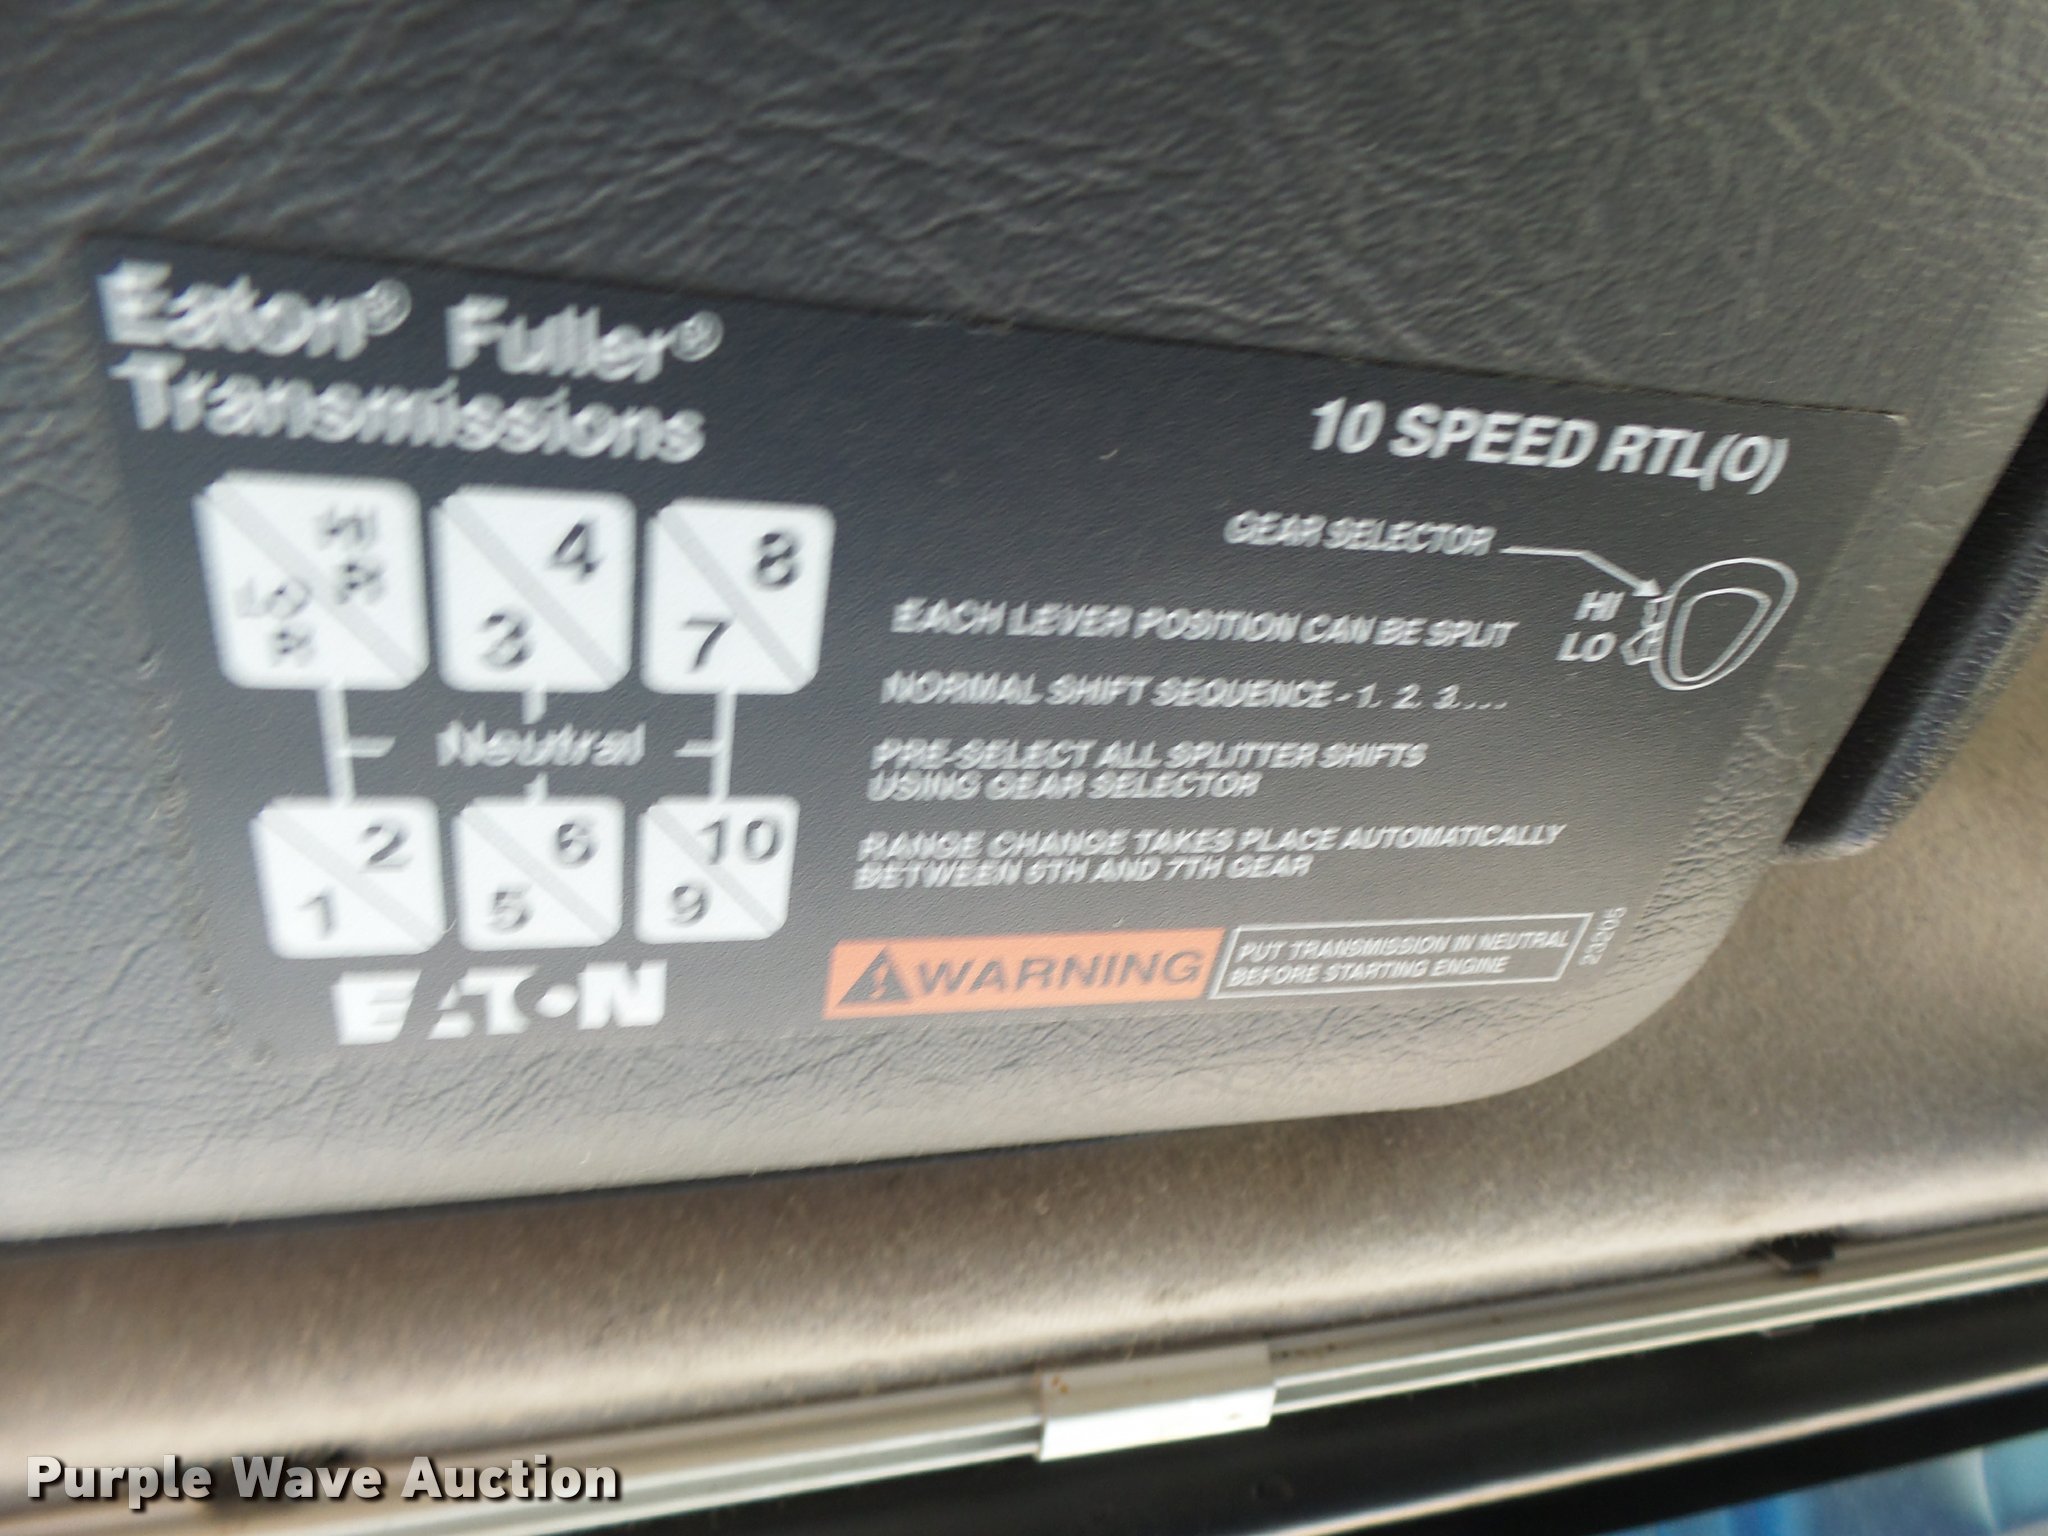 Eaton® Fuller®
Transmissions
10 SPEED RTL(O)
HI
R
LO
R
4
3
8
7
GEAR SELECTOR
HI
LO
EACH LEVER POSITION CAN BE SPLIT
Neutral
NORMAL SHIFT SEQUENCE - 1. 2. 3. ...
PRE-SELECT ALL SPLITTER SHIFTS
USING GEAR SELECTOR
2
1
6
5
10
9
RANGE CHANGE TAKES PLACE AUTOMATICALLY
BETWEEN 6TH AND 7TH GEAR
EATON
WARNING
PUT TRANSMISSION IN NEUTRAL
BEFORE STARTING ENGINE
23205
Purple Wave Auction